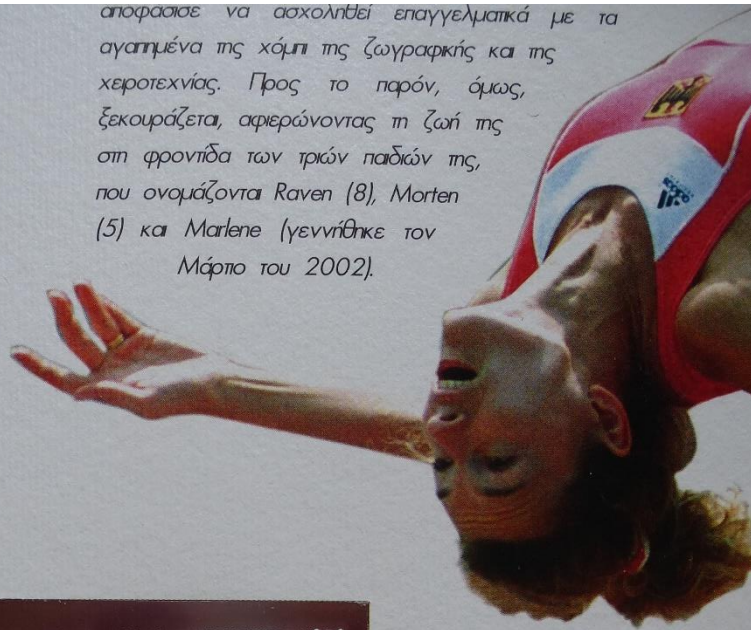 αποφάσισε να ασχοληθεί επαγγελματικά με τα
αγαπημένα της χόμπι της ζωγραφικής και της
χειροτεχνίας. Προς το παρόν, όμως,
ξεκουράζεται, αφιερώνοντας τη ζωή της
στη φροντίδα των τριών παιδιών της,
που ονομάζονται Raven (8), Morten
(5) και Marlene (γεννήθηκε τον
Μάρτιο του 2002).
adidas